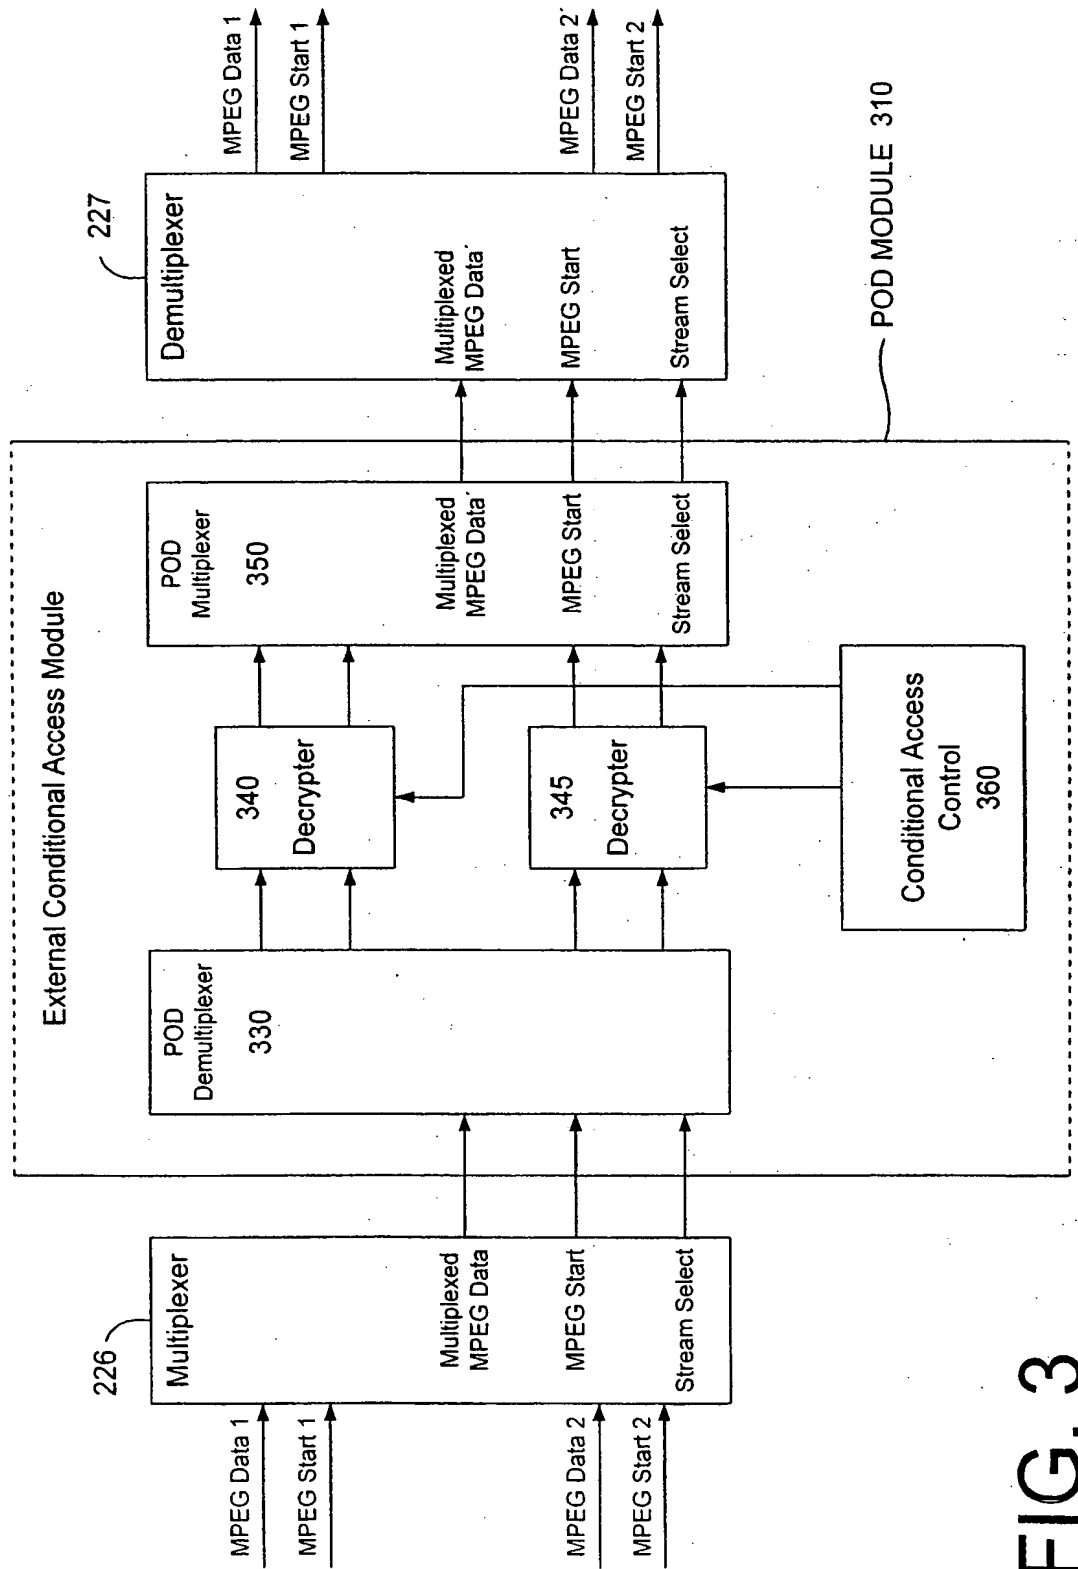 MPEG Data 1
MPEG Start 1
MPEG Data 2
MPEG Start 2
226
Multiplexer
Multiplexed
MPEG Data
MPEG Start
Stream Select
External Conditional Access Module
POD
Demultiplexer
330
340
Decrypter
345
Decrypter
Conditional Access
Control
360
POD
Multiplexer
350
Multiplexed
MPEG Data´
MPEG Start
Stream Select
POD MODULE 310
227
Demultiplexer
Multiplexed
MPEG Data´
MPEG Start
Stream Select
MPEG Data 1
MPEG Start 1
MPEG Data 2´
MPEG Start 2
FIG. 3